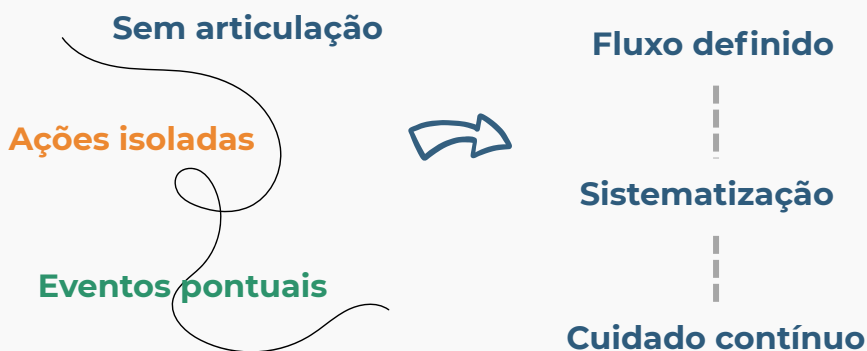 Sem articulação
Ações isoladas
Eventos pontuais
Fluxo definido
Sistematização
Cuidado contínuo